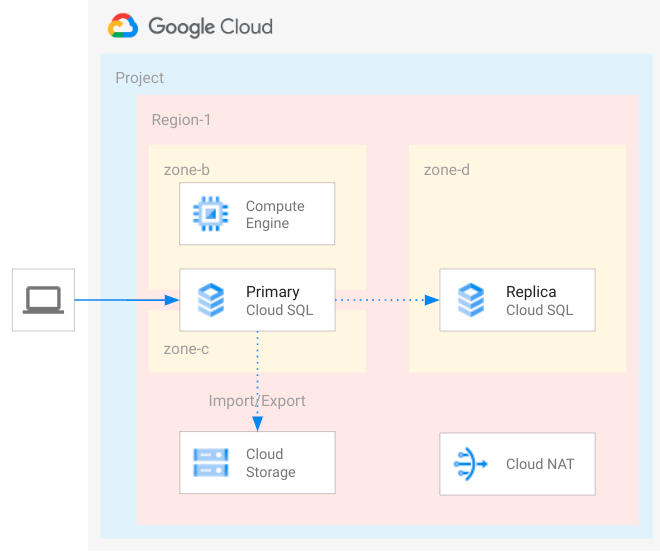 Google Cloud
Project
Region-1
zone-b
zone-d
Compute
Engine
Primary
Cloud SQL
Replica
Cloud SQL
zone-c
Import/Export
Cloud
Storage
Cloud NAT